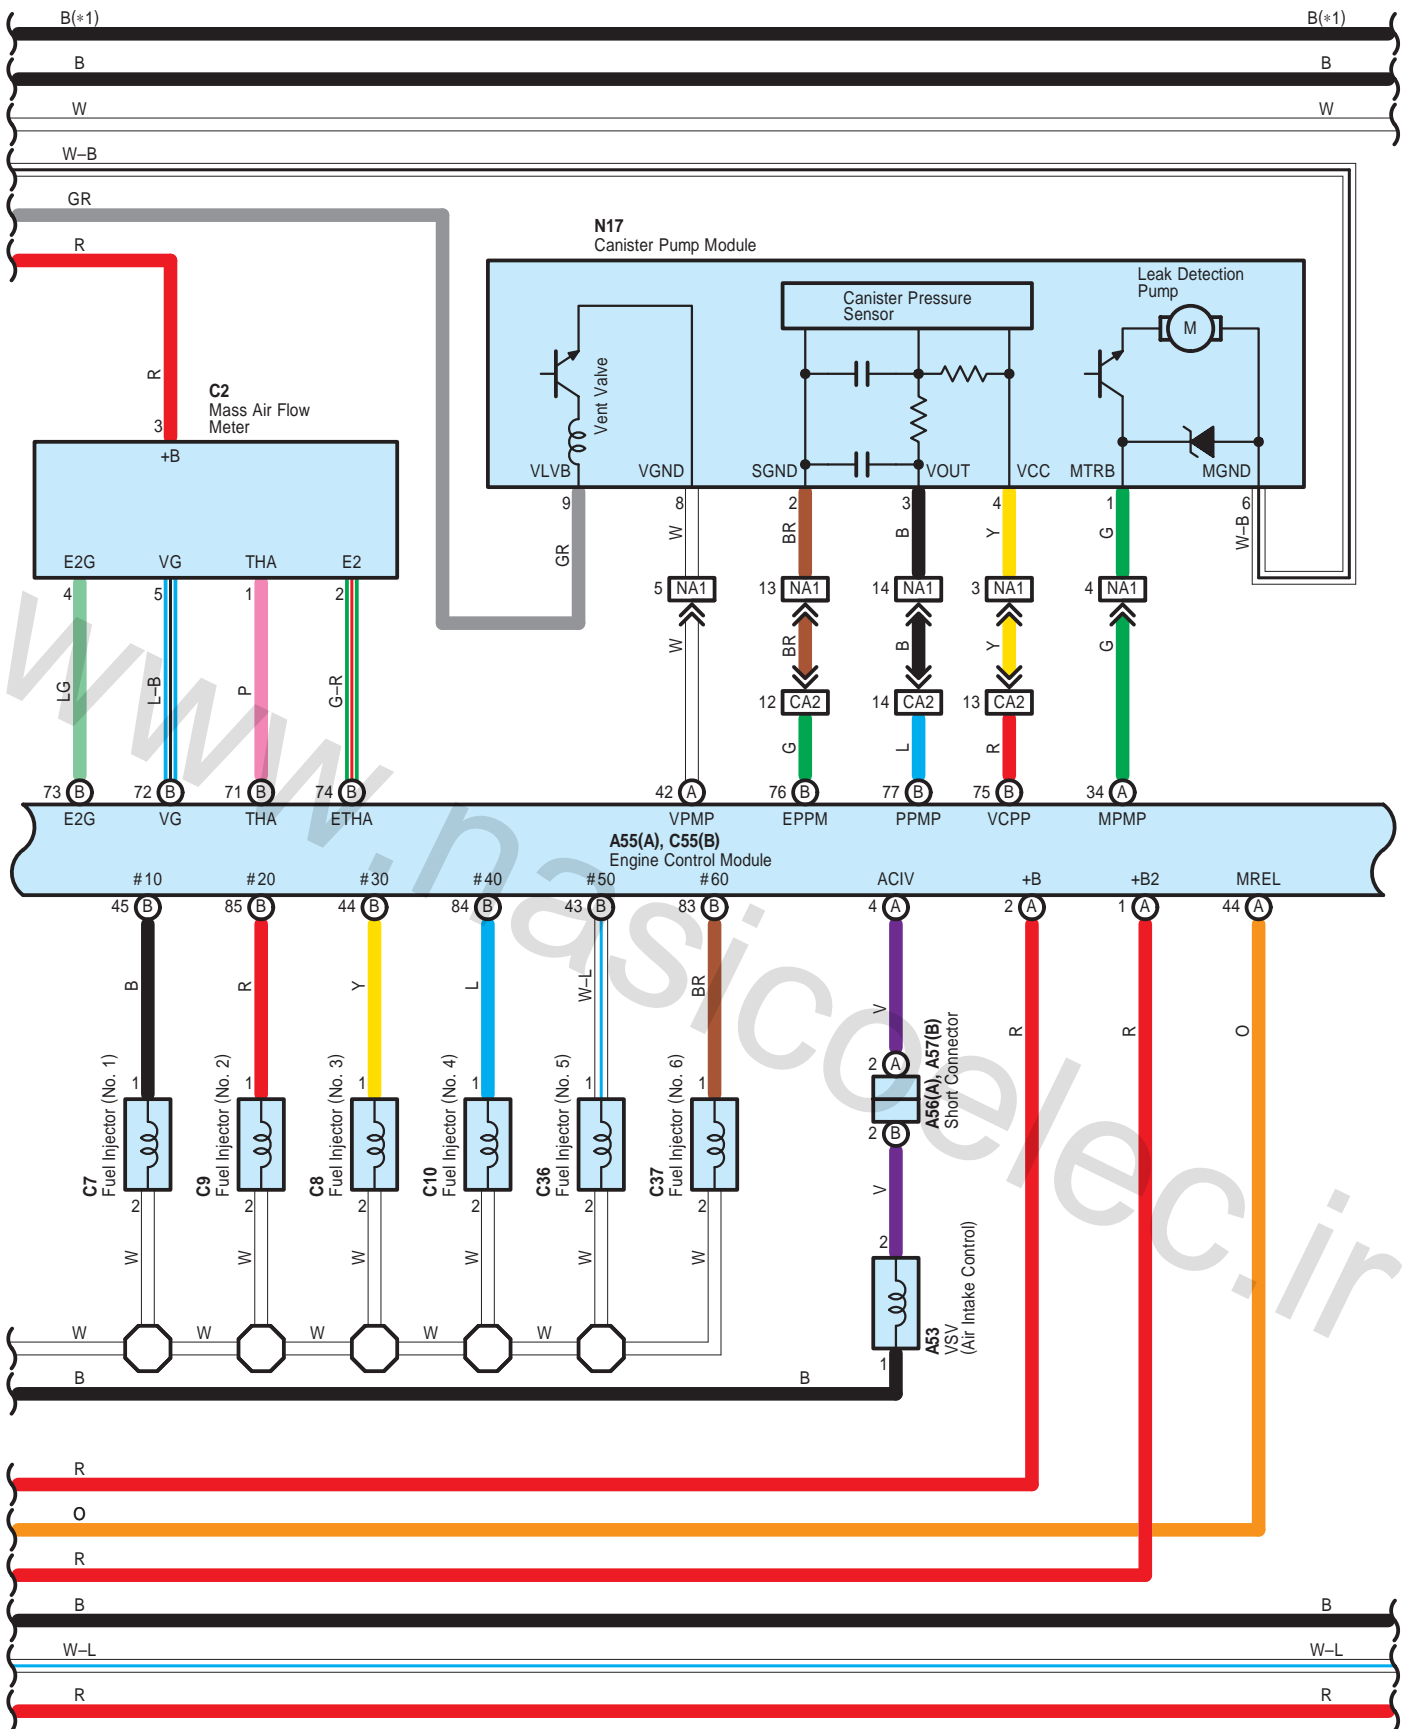 B(*1) B(*1)
B B
W W
W–B
GR
R
N17
Canister Pump Module
Canister Pressure
Sensor
Leak Detection
Pump
M
Vent Valve
R
C2
Mass Air Flow
Meter
3
+B
VLVB VGND SGND VOUT VCC MTRB MGND
9 8 2 3 4 1 6
GR W BR B Y G W–B
E2G VG THA E2
4 5 1 2
5 NA1 13 NA1 14 NA1 3 NA1 4 NA1
W BR B Y G
LG L–B P G–R
12 CA2 14 CA2 13 CA2
G L R
73 B 72 B 71 B 74 B 42 A 76 B 77 B 75 B 34 A
E2G VG THA ETHA VPMP EPPM PPMP VCPP MPMP
A55(A), C55(B)
Engine Control Module
#10 #20 #30 #40 #50 #60 ACIV +B +B2 MREL
45 B 85 B 44 B 84 B 43 B 83 B 4 A 2 A 1 A 44 A
B R Y L W–L BR V R R O
2 A
A56(A), A57(B)
Short Connector
2 B
V
1 1 1 1 1 1
C7
Fuel Injector (No. 1)
C9
Fuel Injector (No. 2)
C8
Fuel Injector (No. 3)
C10
Fuel Injector (No. 4)
C36
Fuel Injector (No. 5)
C37
Fuel Injector (No. 6)
2 2 2 2 2 2
W W W W W W
2
A53
VSV
(Air Intake Control)
1
W W W W W
B B
R
O
R
B B
W–L W–L
R R
www.nasicoelec.ir